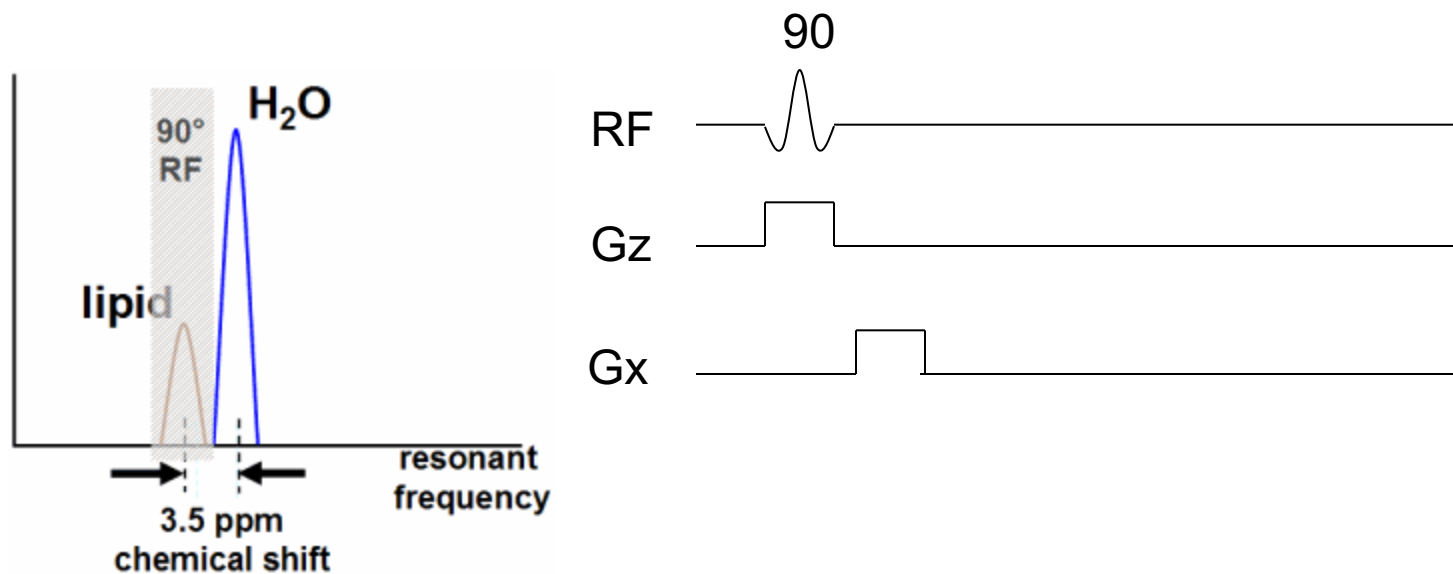 H₂O
90°
RF
lipid
resonant
frequency
3.5 ppm
chemical shift
90
RF
Gz
Gx